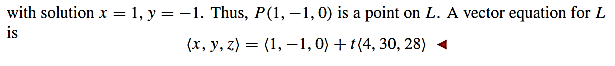 with solution x = 1, y = −1. Thus, P(1, −1, 0) is a point on L. A vector equation for L
is
⟨x, y, z⟩ = ⟨1, −1, 0⟩ + t⟨4, 30, 28⟩ ◄